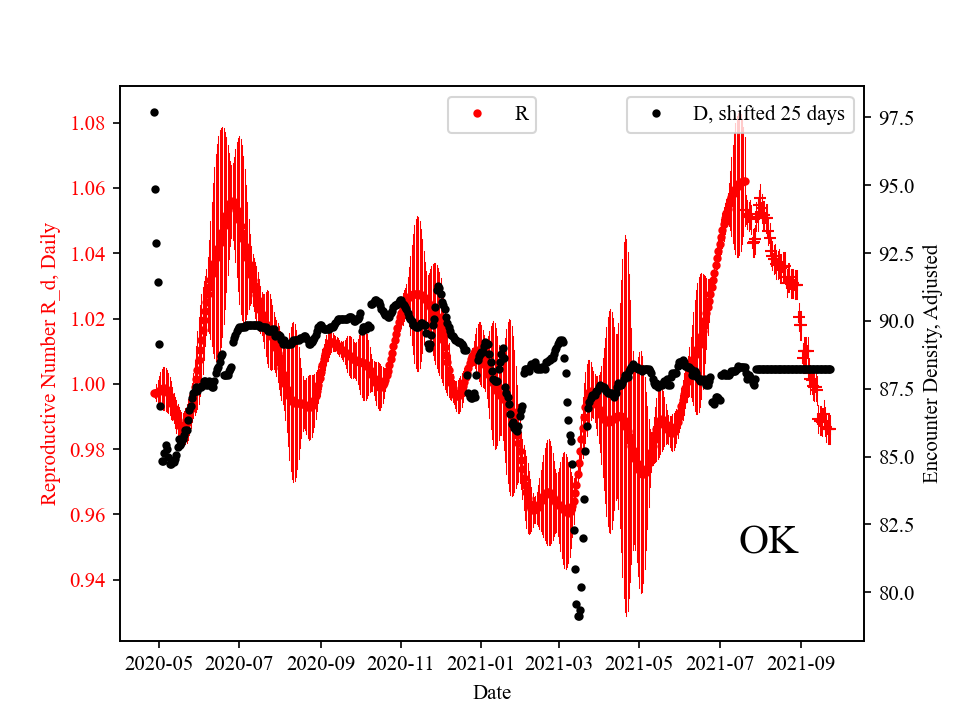 R
D, shifted 25 days
1.08
1.06
1.04
1.02
1.00
0.98
0.96
0.94
Reproductive Number R_d, Daily
97.5
95.0
92.5
90.0
87.5
85.0
82.5
80.0
Encounter Density, Adjusted
OK
2020-05 2020-07 2020-09 2020-11 2021-01 2021-03 2021-05 2021-07 2021-09
Date